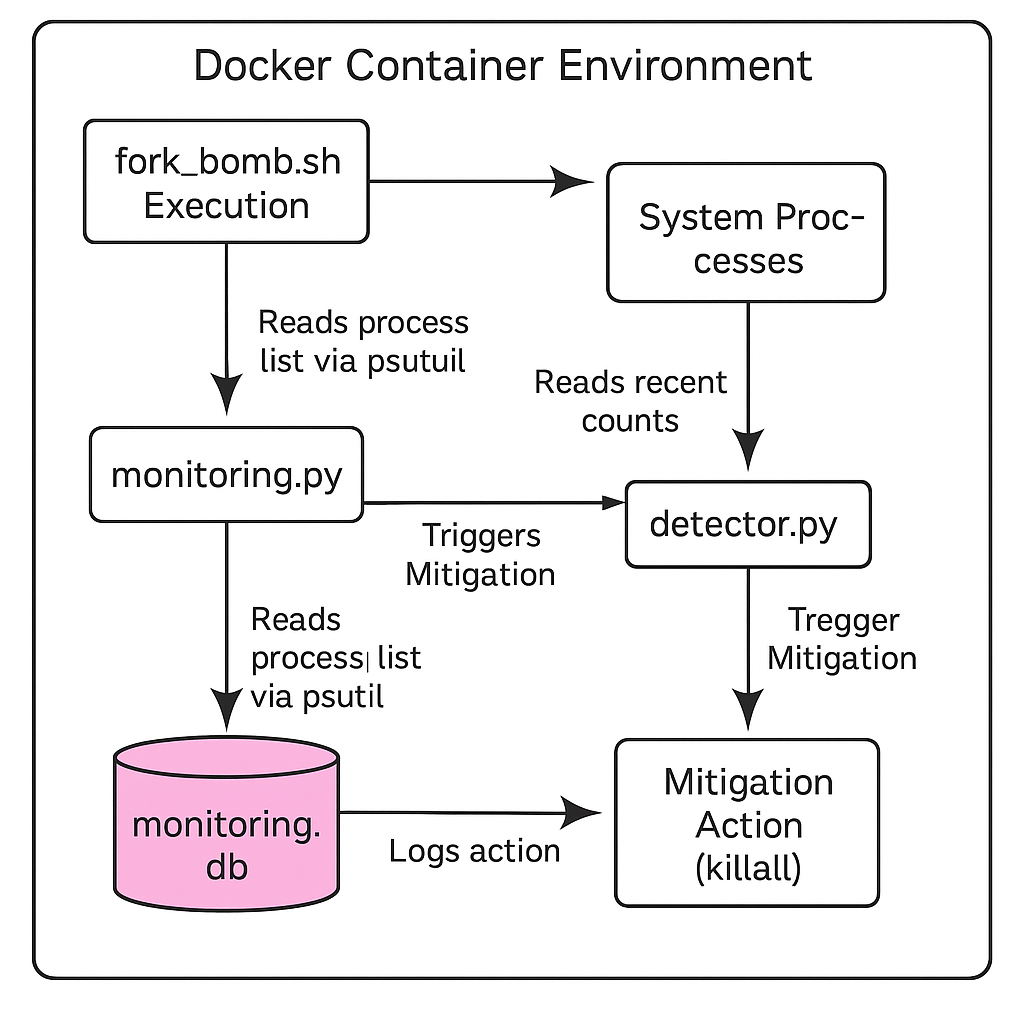 Docker Container Environment
fork_bomb.sh
Execution
System Proc-
cesses
Reads process
list via psutuil
Reads recent
counts
monitoring.py
detector.py
Triggers
Mitigation
Reads
process| list
via psutil
Tregger
Mitigation
monitoring.
db
Logs action
Mitigation
Action
(killall)